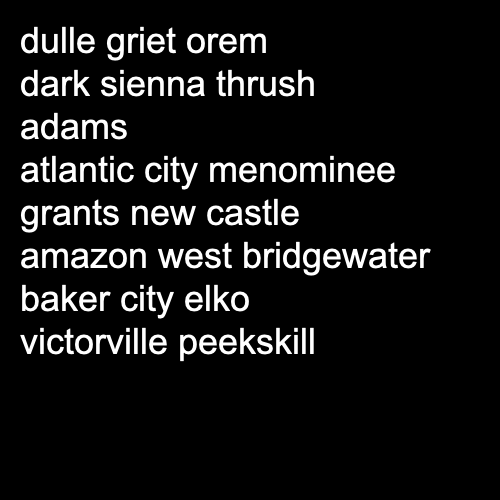 dulle griet orem
dark sienna thrush
adams
atlantic city menominee
grants new castle
amazon west bridgewater
baker city elko
victorville peekskill